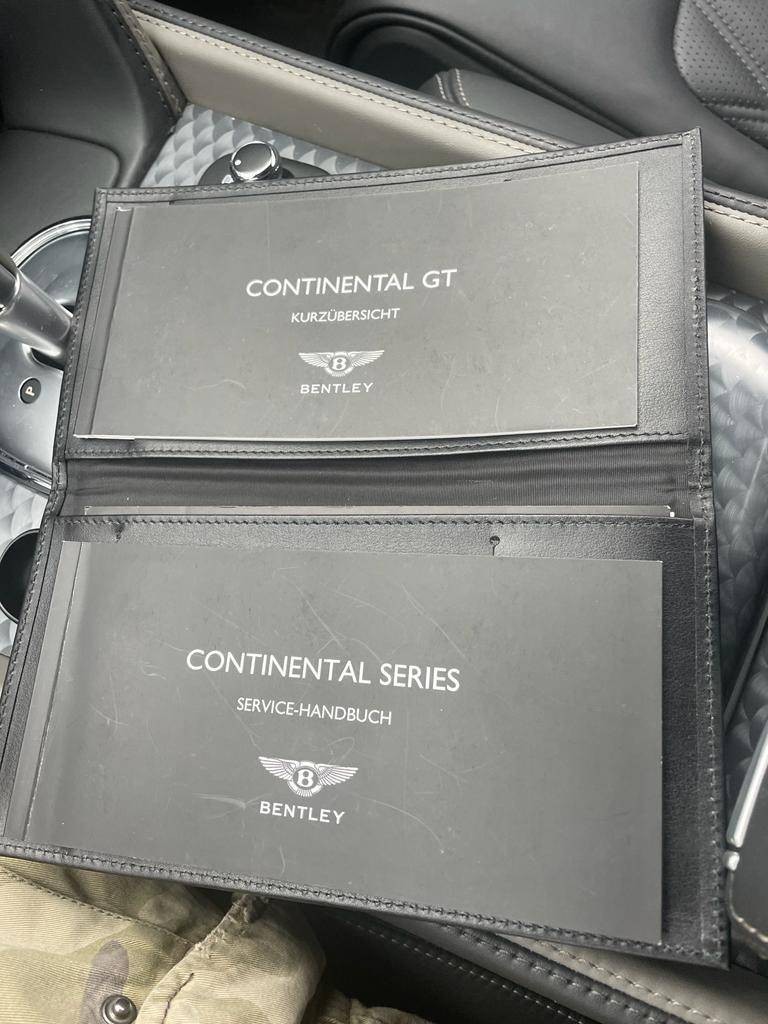 CONTINENTAL GT
KURZÜBERSICHT
B
BENTLEY
P
CONTINENTAL SERIES
SERVICE-HANDBUCH
B
BENTLEY